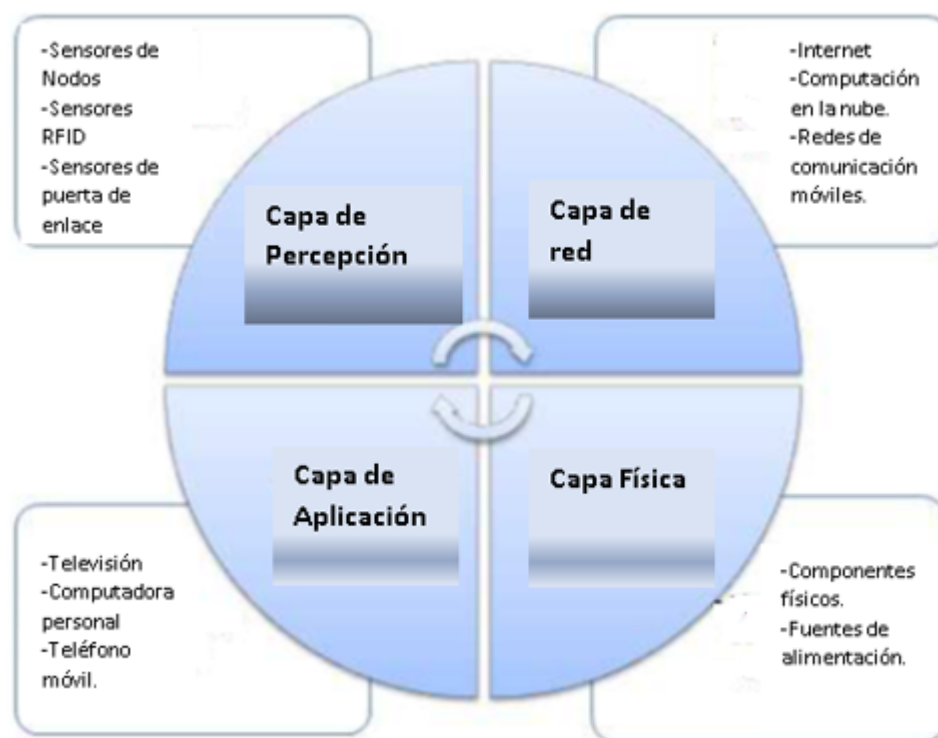 -Sensores de
Nodos
-Sensores
RFID
-Sensores de
puerta de
enlace
-Internet
-Computación
en la nube.
-Redes de
comunicación
móviles.
Capa de
Percepción
Capa de
red
Capa de
Aplicación
Capa Física
-Televisión
-Computadora
personal
-Teléfono
móvil.
-Componentes
físicos.
-Fuentes de
alimentación.